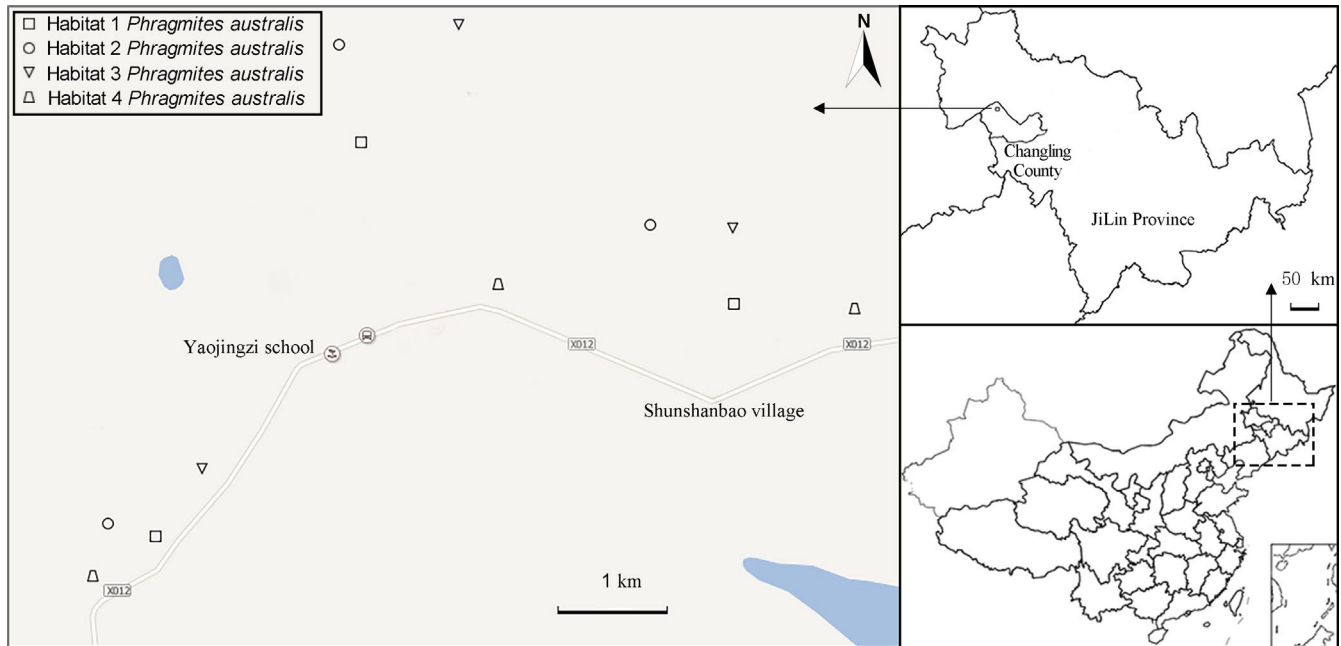 Habitat 1 Phragmites australis
Habitat 2 Phragmites australis
Habitat 3 Phragmites australis
Habitat 4 Phragmites australis
N
Yaojingzi school
X012
X012
Shunshanbao village
X012
1 km
Changling
County
JiLin Province
50 km